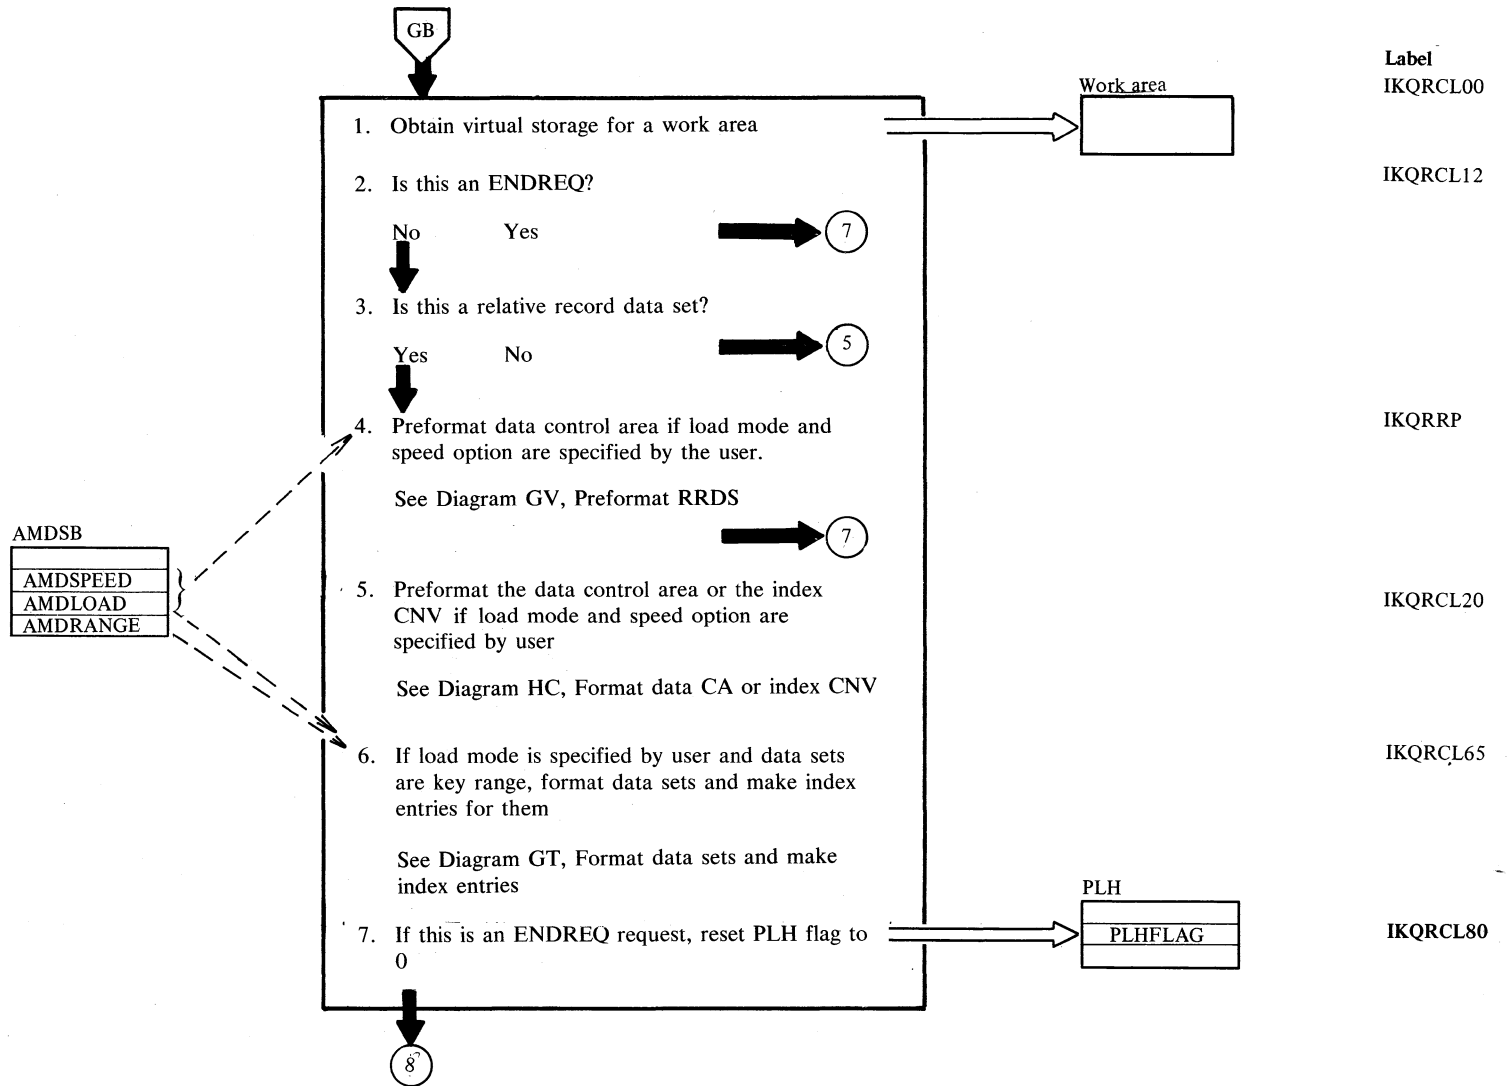 GB
Label
Work area
IKQRCL00
1. Obtain virtual storage for a work area
2. Is this an ENDREQ?
IKQRCL12
No Yes
7
3. Is this a relative record data set?
Yes No
5
4. Preformat data control area if load mode and
speed option are specified by the user.
IKQRRP
See Diagram GV, Preformat RRDS
7
AMDSB
AMDSPEED
AMDLOAD
AMDRANGE
5. Preformat the data control area or the index
CNV if load mode and speed option are
specified by user
IKQRCL20
See Diagram HC, Format data CA or index CNV
6. If load mode is specified by user and data sets
are key range, format data sets and make index
entries for them
IKQRCL65
See Diagram GT, Format data sets and make
index entries
PLH
7. If this is an ENDREQ request, reset PLH flag to
0
PLHFLAG
IKQRCL80
8